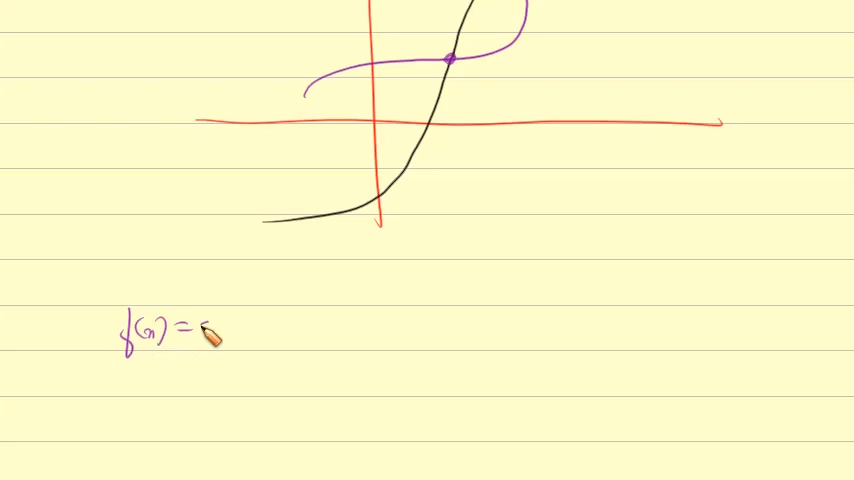 f(x) =